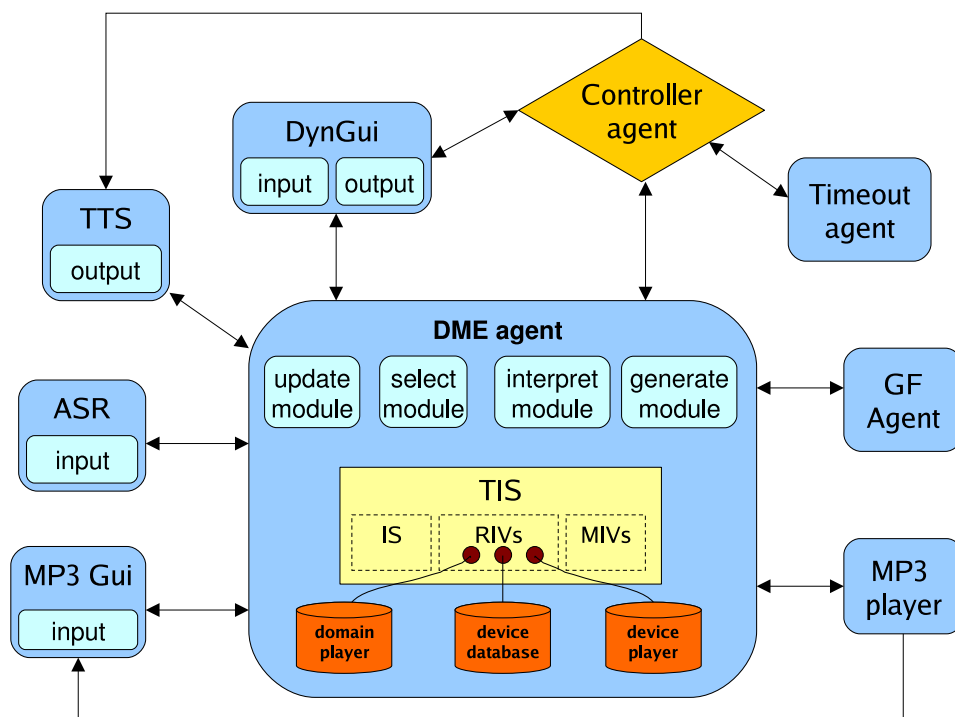 Controller
agent
DynGui
input
output
Timeout
agent
TTS
output
DME agent
update
module
select
module
interpret
module
generate
module
GF
Agent
ASR
input
TIS
IS
RIVs
MIVs
MP3 Gui
input
MP3
player
domain
player
device
database
device
player